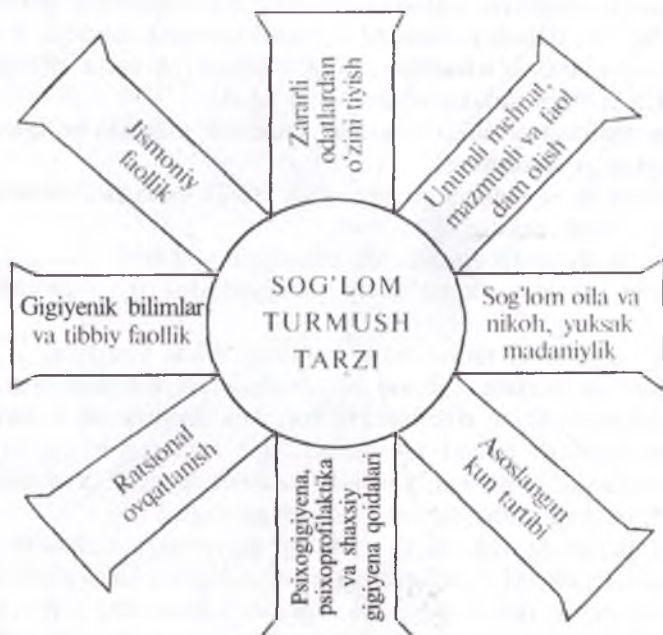 Zararli
odatlardan
o'zini tiyish
Unumli mehnat,
mazmunli va faol
dam olish
Sog'lom oila va
nikoh, yuksak
madaniylik
Asoslangan
kun tartibi
Psixogigiyena,
psixoprofilaktika
va shaxsiy
gigiyena qoidalari
Ratsional
ovqatlanish
Gigiyenik bilimlar
va tibbiy faollik
Jismoniy
faollik
SOG'LOM
TURMUSH
TARZI